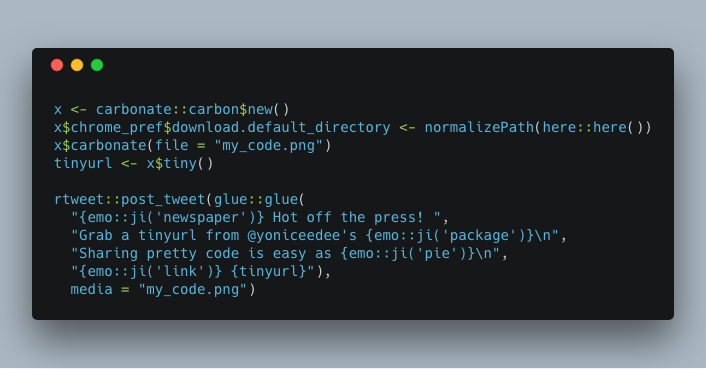 x <- carbonate::carbon$new()
x$chrome_pref$download.default_directory <- normalizePath(here::here())
x$carbonate(file = "my_code.png")
tinyurl <- x$tiny()
rtweet::post_tweet(glue::glue(
  "{emo::ji('newspaper')} Hot off the press! ",
  "Grab a tinyurl from @yoniceedee's {emo::ji('package')}\n",
  "Sharing pretty code is easy as {emo::ji('pie')}\n",
  "{emo::ji('link')} {tinyurl}"),
  media = "my_code.png")